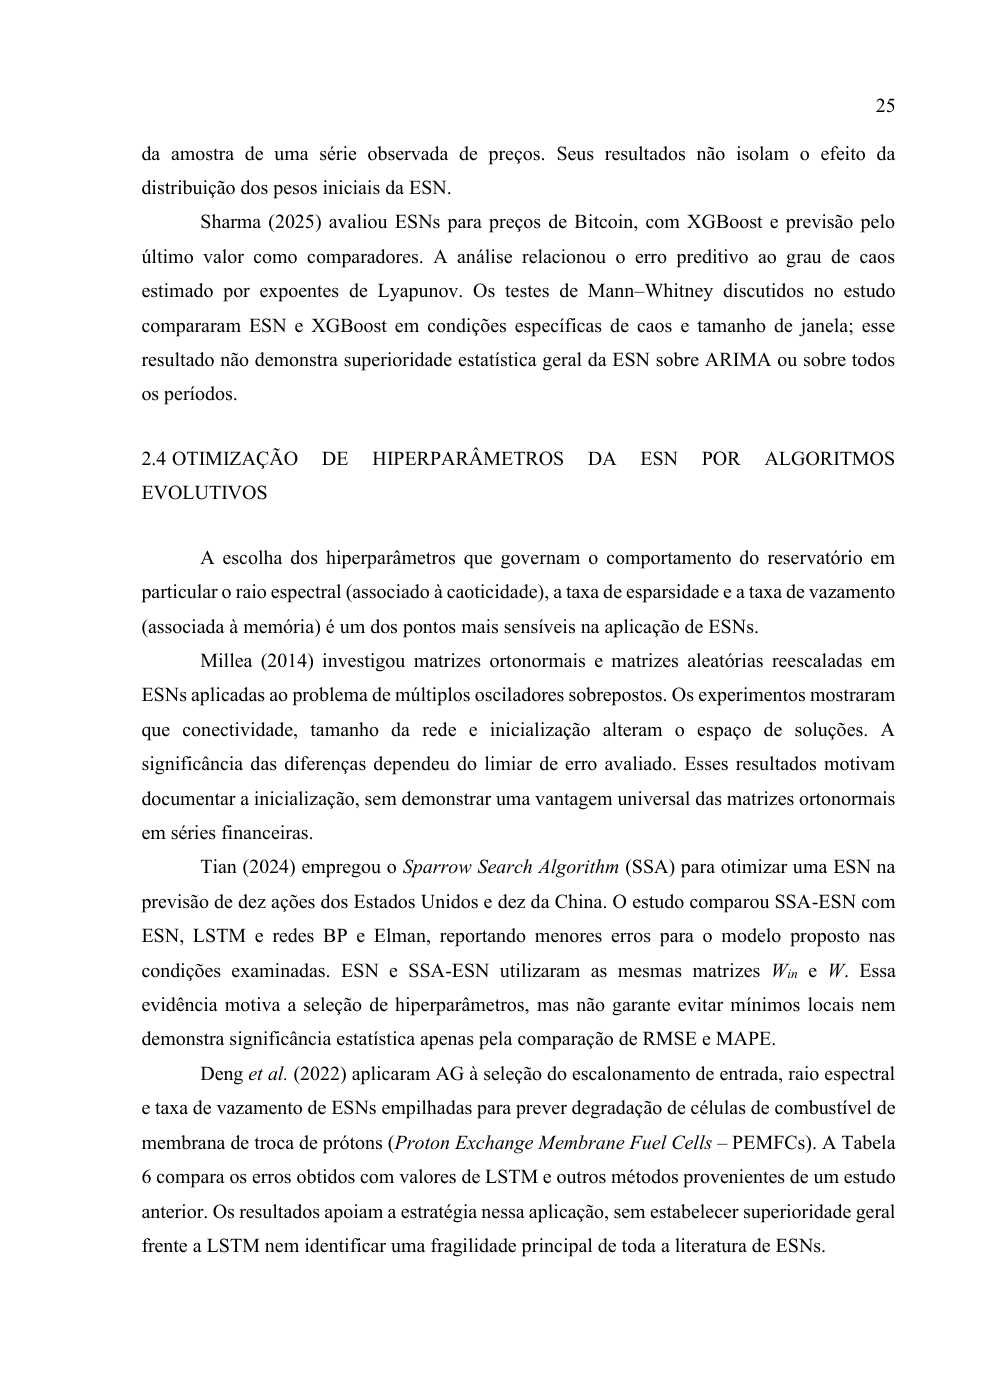 25
da amostra de uma série observada de preços. Seus resultados não isolam o efeito da
distribuição dos pesos iniciais da ESN.
Sharma (2025) avaliou ESNs para preços de Bitcoin, com XGBoost e previsão pelo
último valor como comparadores. A análise relacionou o erro preditivo ao grau de caos
estimado por expoentes de Lyapunov. Os testes de Mann–Whitney discutidos no estudo
compararam ESN e XGBoost em condições específicas de caos e tamanho de janela; esse
resultado não demonstra superioridade estatística geral da ESN sobre ARIMA ou sobre todos
os períodos.
2.4 OTIMIZAÇÃO DE HIPERPARÂMETROS DA ESN POR ALGORITMOS
EVOLUTIVOS
A escolha dos hiperparâmetros que governam o comportamento do reservatório em
particular o raio espectral (associado à caoticidade), a taxa de esparsidade e a taxa de vazamento
(associada à memória) é um dos pontos mais sensíveis na aplicação de ESNs.
Millea (2014) investigou matrizes ortonormais e matrizes aleatórias reescaladas em
ESNs aplicadas ao problema de múltiplos osciladores sobrepostos. Os experimentos mostraram
que conectividade, tamanho da rede e inicialização alteram o espaço de soluções. A
significância das diferenças dependeu do limiar de erro avaliado. Esses resultados motivam
documentar a inicialização, sem demonstrar uma vantagem universal das matrizes ortonormais
em séries financeiras.
Tian (2024) empregou o Sparrow Search Algorithm (SSA) para otimizar uma ESN na
previsão de dez ações dos Estados Unidos e dez da China. O estudo comparou SSA-ESN com
ESN, LSTM e redes BP e Elman, reportando menores erros para o modelo proposto nas
condições examinadas. ESN e SSA-ESN utilizaram as mesmas matrizes Win e W. Essa
evidência motiva a seleção de hiperparâmetros, mas não garante evitar mínimos locais nem
demonstra significância estatística apenas pela comparação de RMSE e MAPE.
Deng et al. (2022) aplicaram AG à seleção do escalonamento de entrada, raio espectral
e taxa de vazamento de ESNs empilhadas para prever degradação de células de combustível de
membrana de troca de prótons (Proton Exchange Membrane Fuel Cells – PEMFCs). A Tabela
6 compara os erros obtidos com valores de LSTM e outros métodos provenientes de um estudo
anterior. Os resultados apoiam a estratégia nessa aplicação, sem estabelecer superioridade geral
frente a LSTM nem identificar uma fragilidade principal de toda a literatura de ESNs.